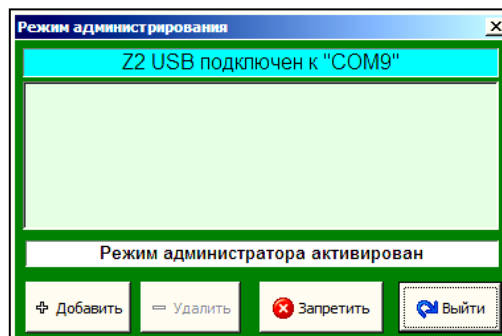 Режим администрирования
Z2 USB подключен к "COM9"
Режим администратора активирован
Добавить
Удалить
Запретить
Выйти